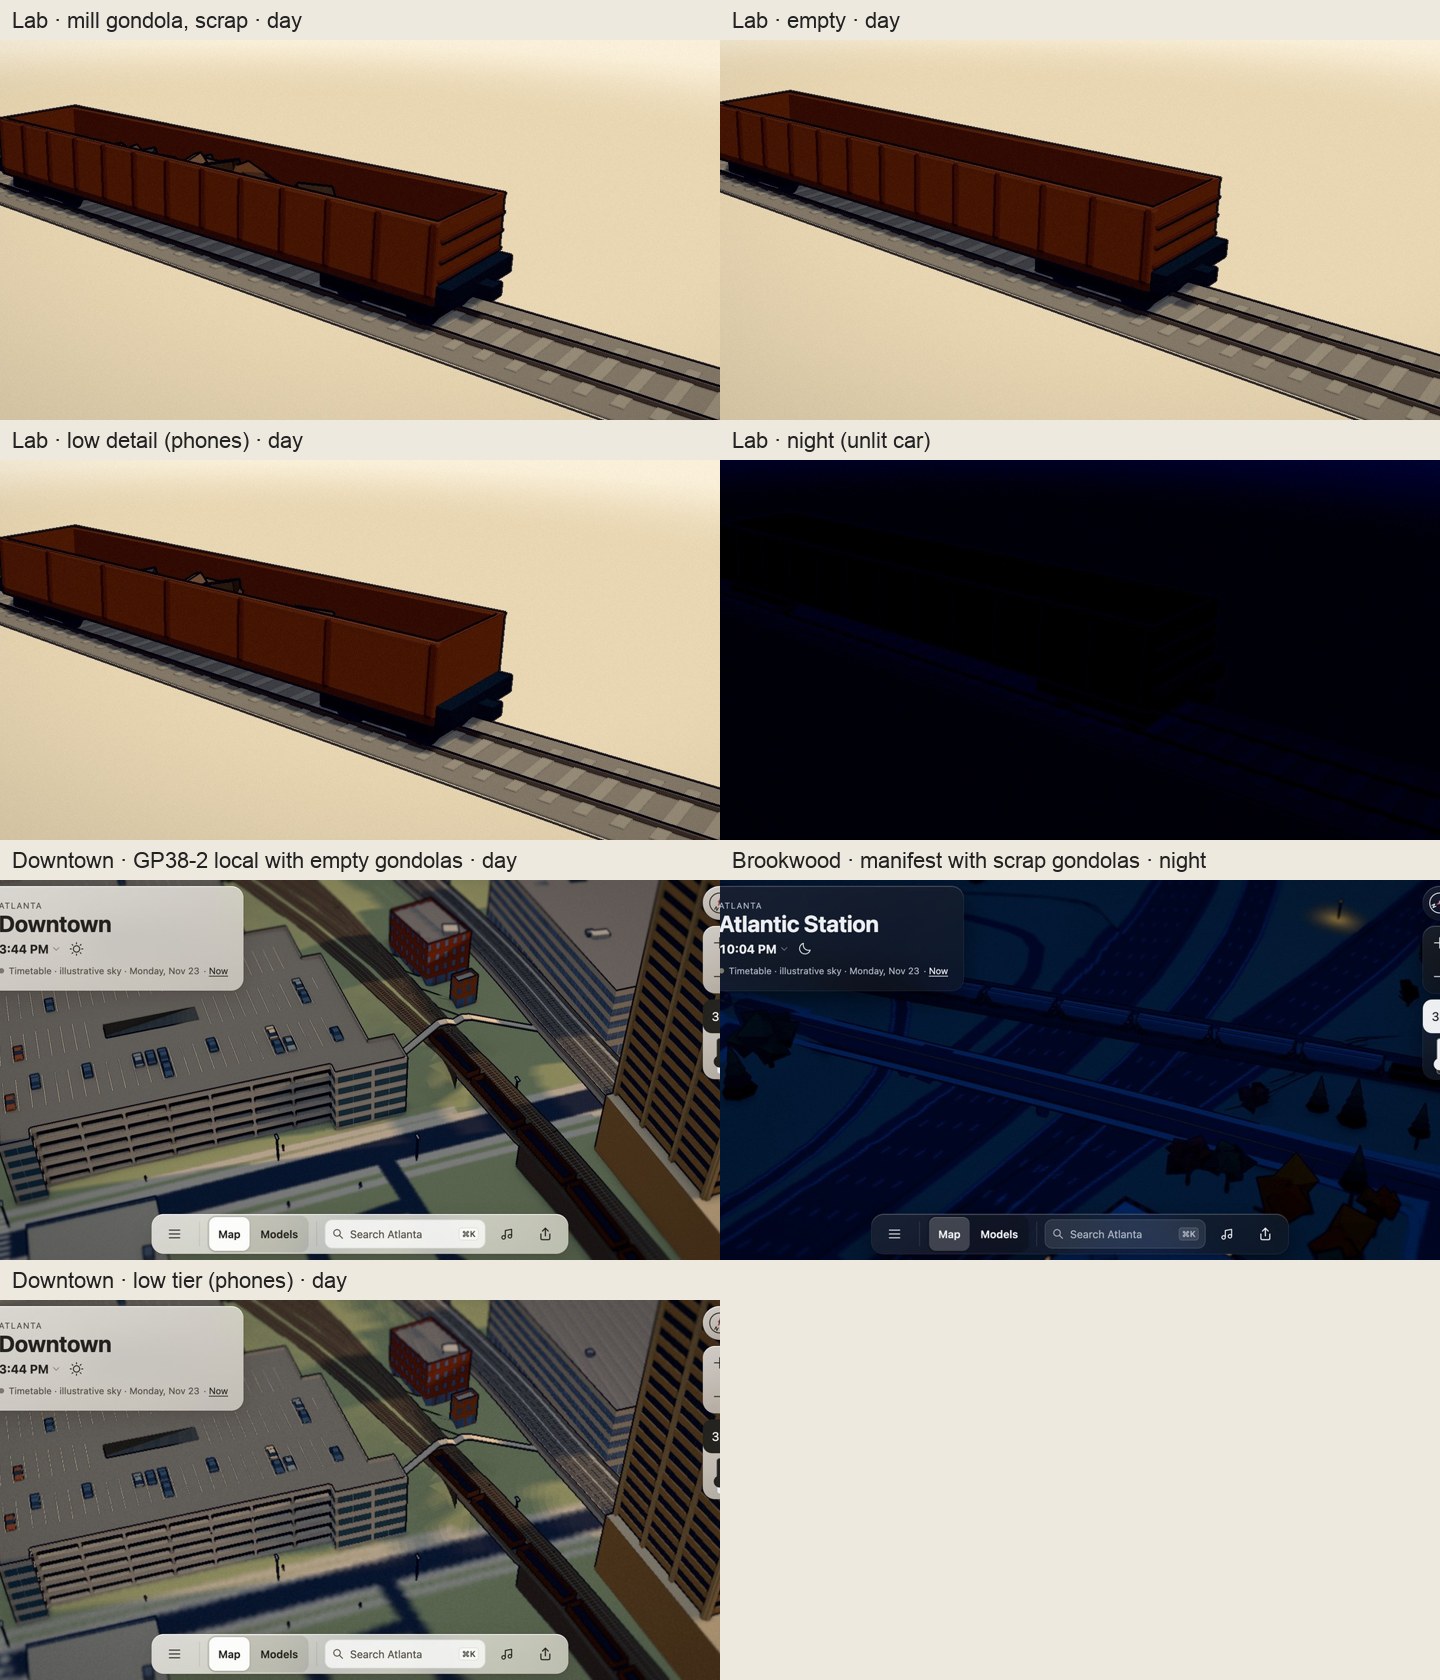 Lab · mill gondola, scrap · day
Lab · empty · day
Lab · low detail (phones) · day
Lab · night (unlit car)
Downtown · GP38-2 local with empty gondolas · day
ATLANTA
Downtown
3:44 PM
Timetable · illustrative sky · Monday, Nov 23 · Now
3
Map
Models
Search Atlanta
⌘K
Brookwood · manifest with scrap gondolas · night
ATLANTA
Atlantic Station
10:04 PM
Timetable · illustrative sky · Monday, Nov 23 · Now
3
Map
Models
Search Atlanta
⌘K
Downtown · low tier (phones) · day
ATLANTA
Downtown
3:44 PM
Timetable · illustrative sky · Monday, Nov 23 · Now
3
Map
Models
Search Atlanta
⌘K